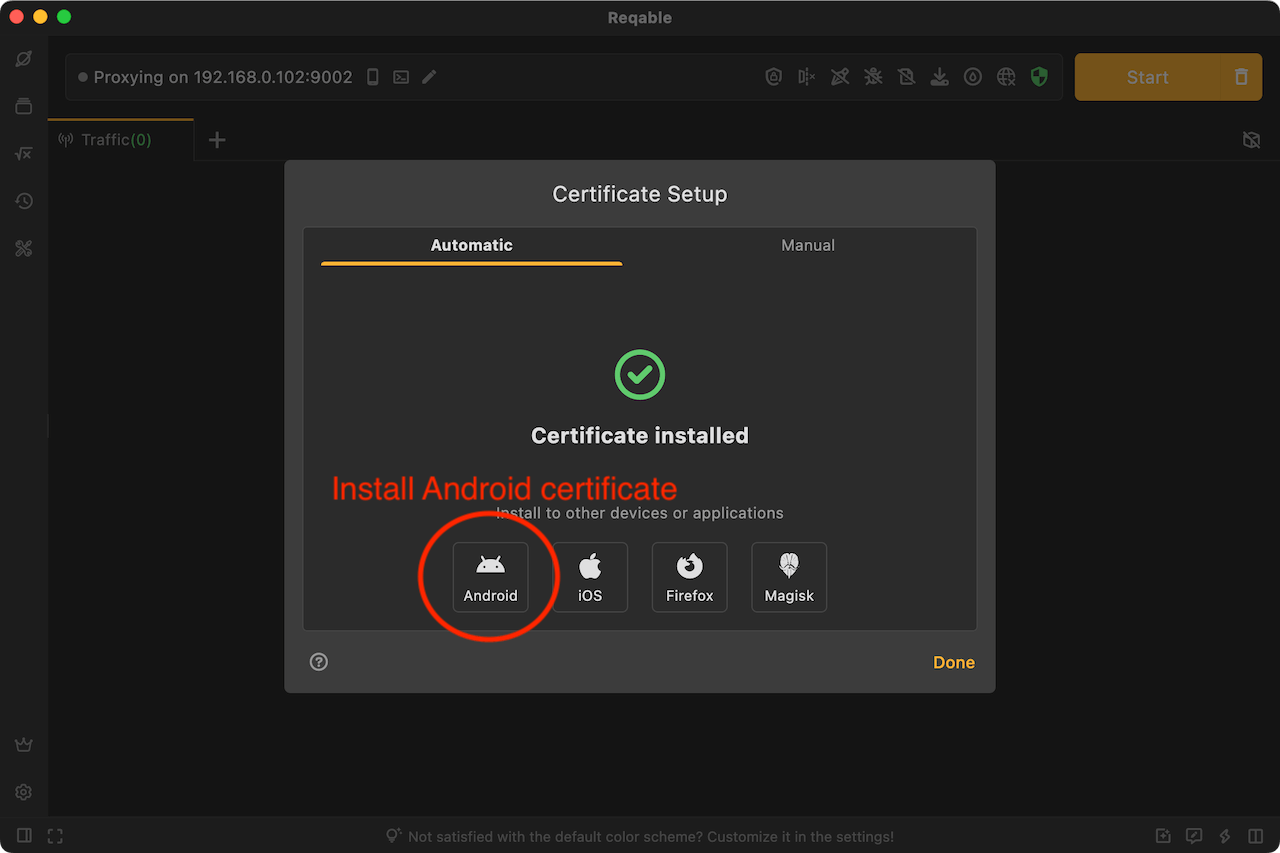 Reqable
Proxying on 192.168.0.102:9002
Start
Traffic(0)
Certificate Setup
Automatic
Manual
Certificate installed
Install Android certificate
Install to other devices or applications
Android
iOS
Firefox
Magisk
Done
Not satisfied with the default color scheme? Customize it in the settings!